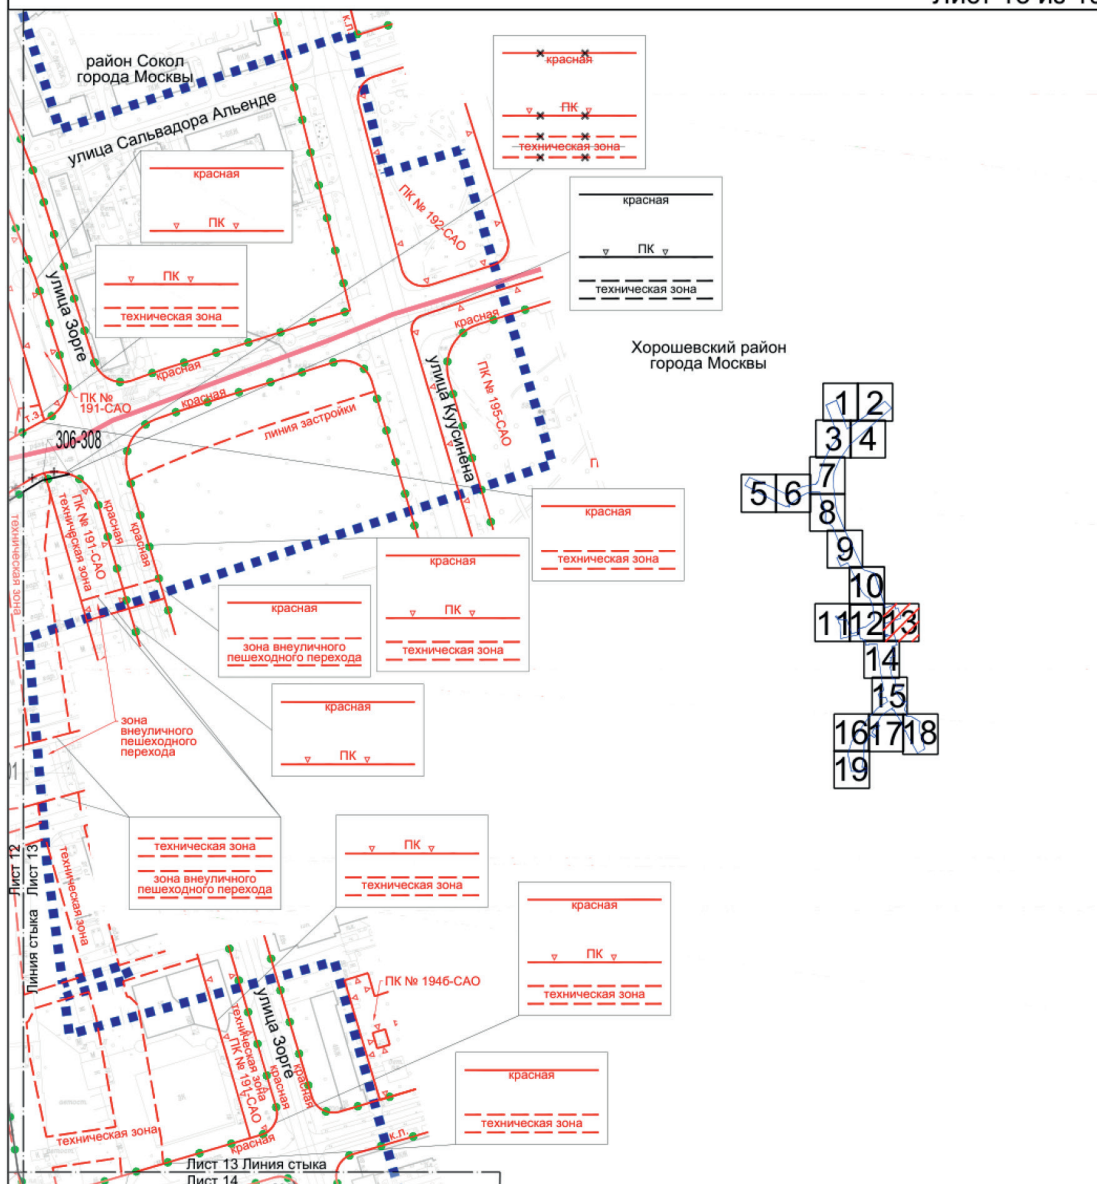 район Сокол
города Москвы
к.л.
улица Сальвадора Альенде
красная
ПК
техническая зона
красная
ПК
ПК № 192-САО
красная
ПК
техническая зона
ПК
техническая зона
улица Зорге
красная
красная
красная
Хорошевский район
города Москвы
ПК №
191-САО
т.з.
306-308
линия застройки
улица Куусинена
ПК № 195-САО
1 2
3 4
7
5 6
8
9
10
11 12 13
14
15
16 17 18
19
техническая зона
техническая зона
ПК № 191-САО
красная
красная
красная
техническая зона
красная
ПК
техническая зона
красная
зона внеуличного
пешеходного перехода
красная
ПК
зона
внеуличного
пешеходного
перехода
техническая зона
зона внеуличного
пешеходного перехода
ПК
техническая зона
Лист 12
Лист 13
Линия стыка
техническая зона
красная
ПК
техническая зона
ПК № 194б-САО
улица Зорге
техническая зона
ПК № 191-САО
красная
красная
красная
техническая зона
техническая зона
красная
к.л.
Лист 13 Линия стыка
Лист 14